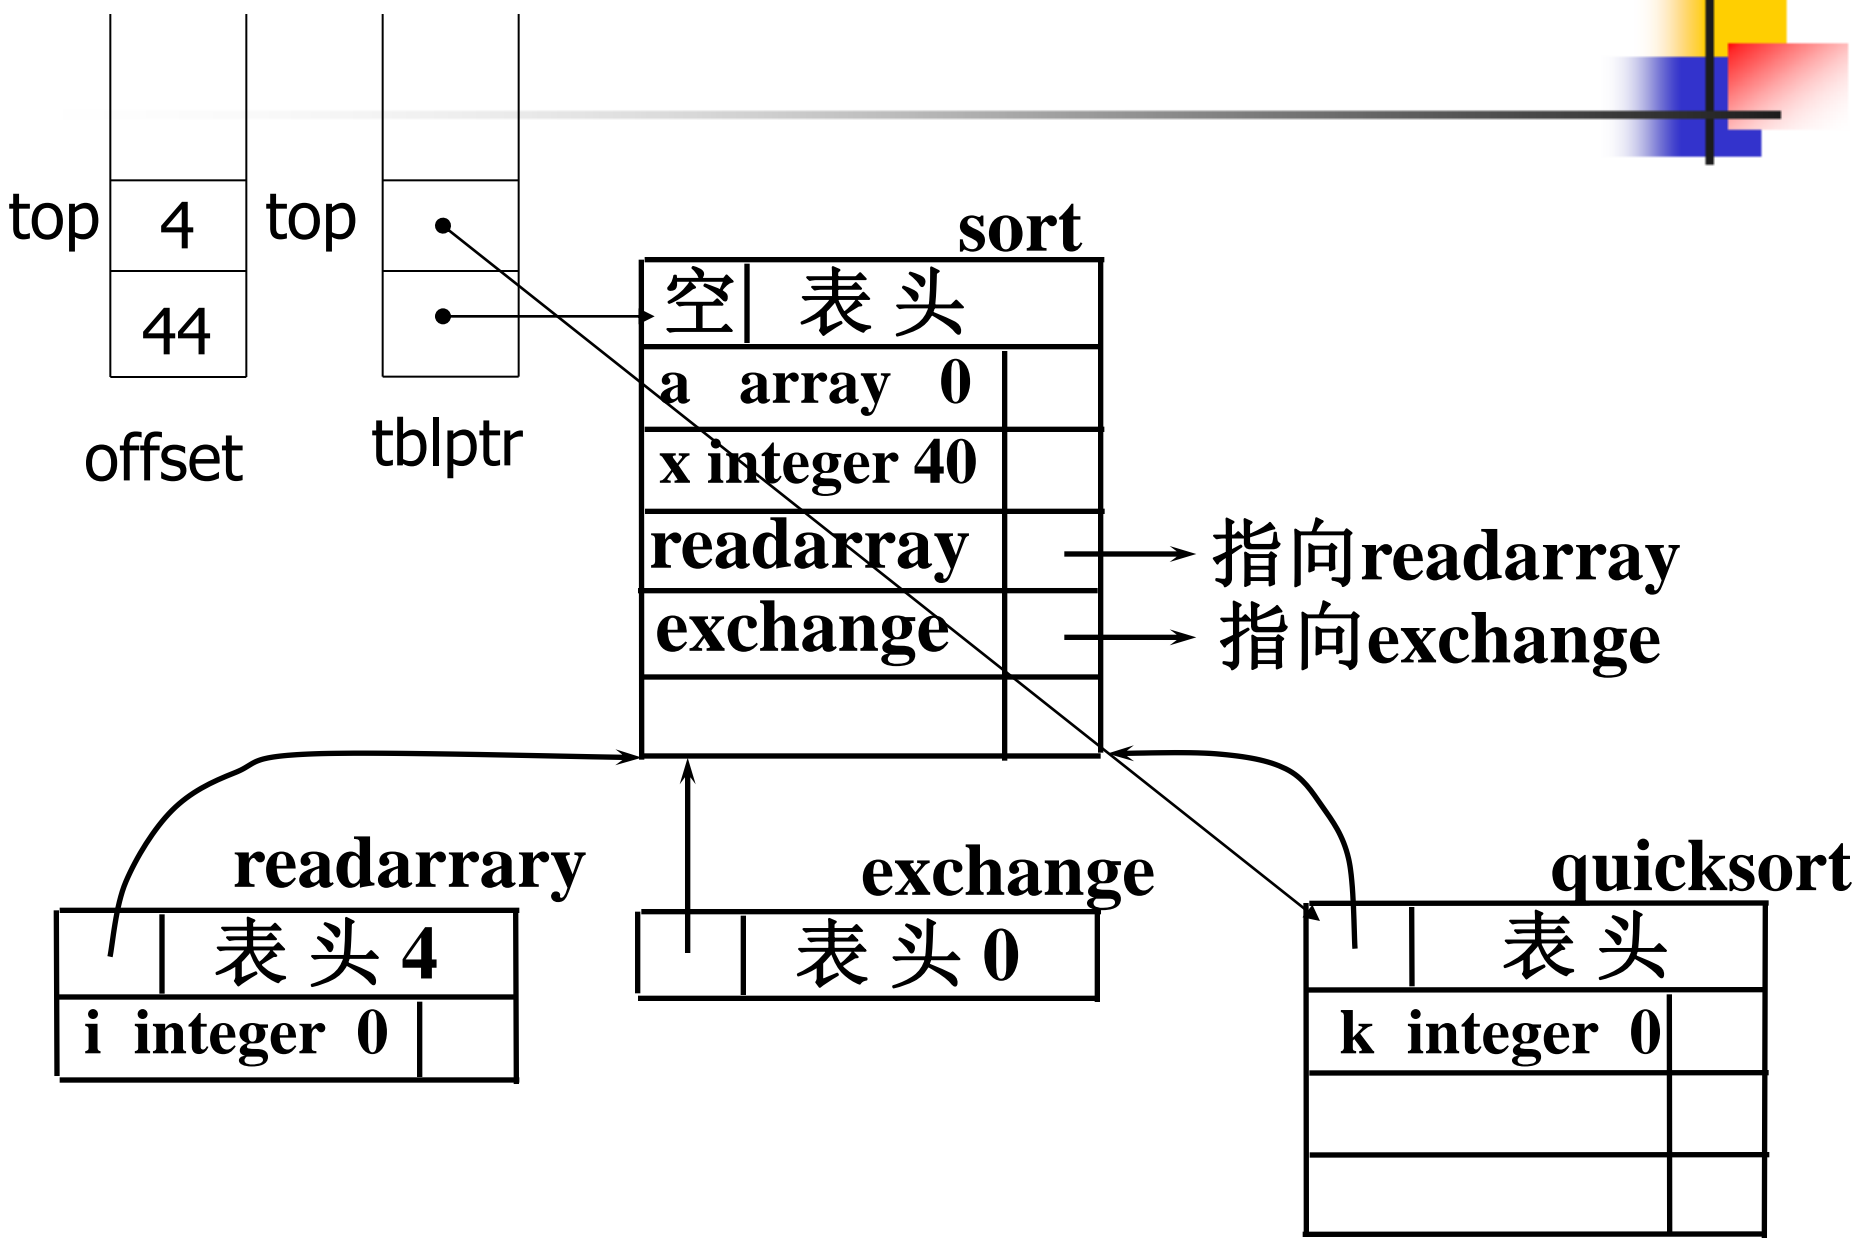 top 4 top
44
offset
tblptr
sort
空 表 头
a array 0
x integer 40
readarray
exchange
指向readarray
指向exchange
readarrary
表 头 4
i integer 0
exchange
表 头 0
quicksort
表 头
k integer 0